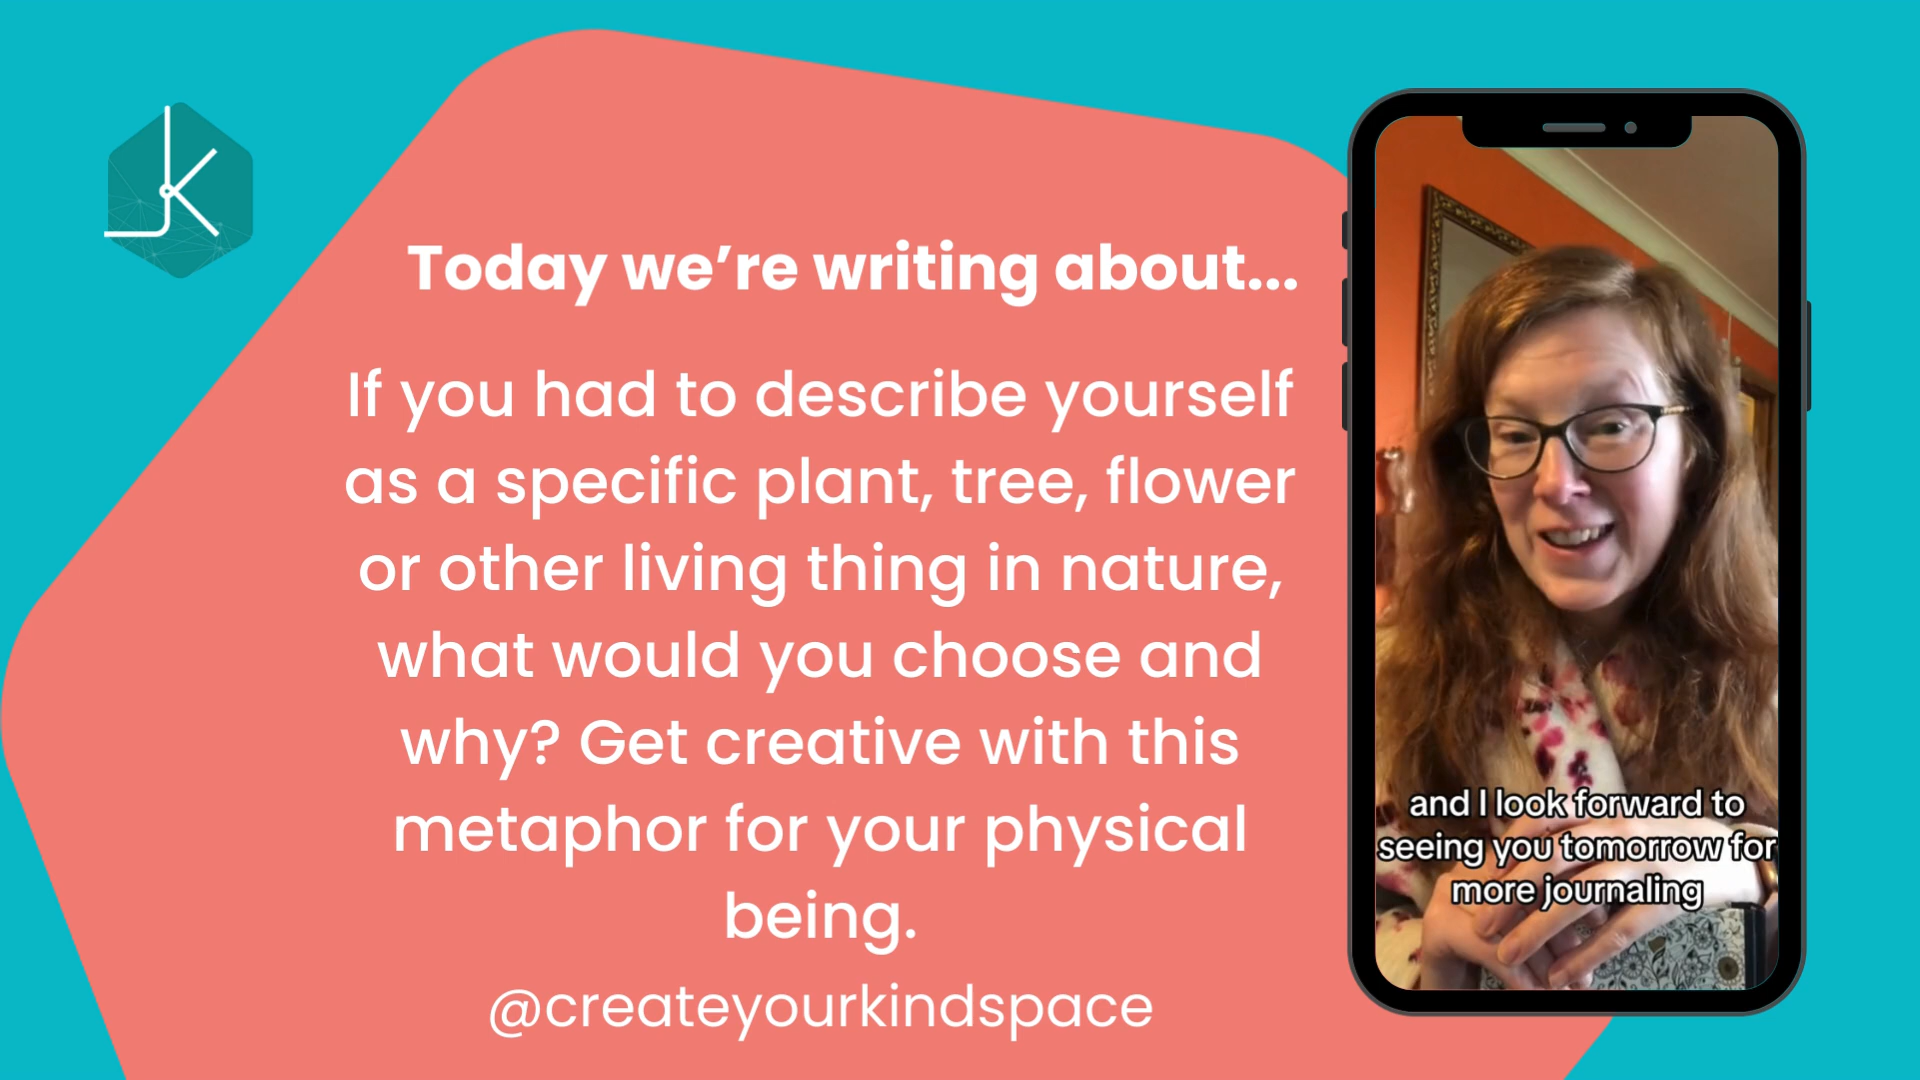 Today we’re writing about...
If you had to describe yourself
as a specific plant, tree, flower
or other living thing in nature,
what would you choose and
why? Get creative with this
metaphor for your physical
being.
@createyourkindspace
and I look forward to
seeing you tomorrow for
more journaling